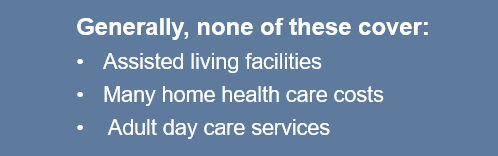 Generally, none of these cover:
• Assisted living facilities
• Many home health care costs
• Adult day care services